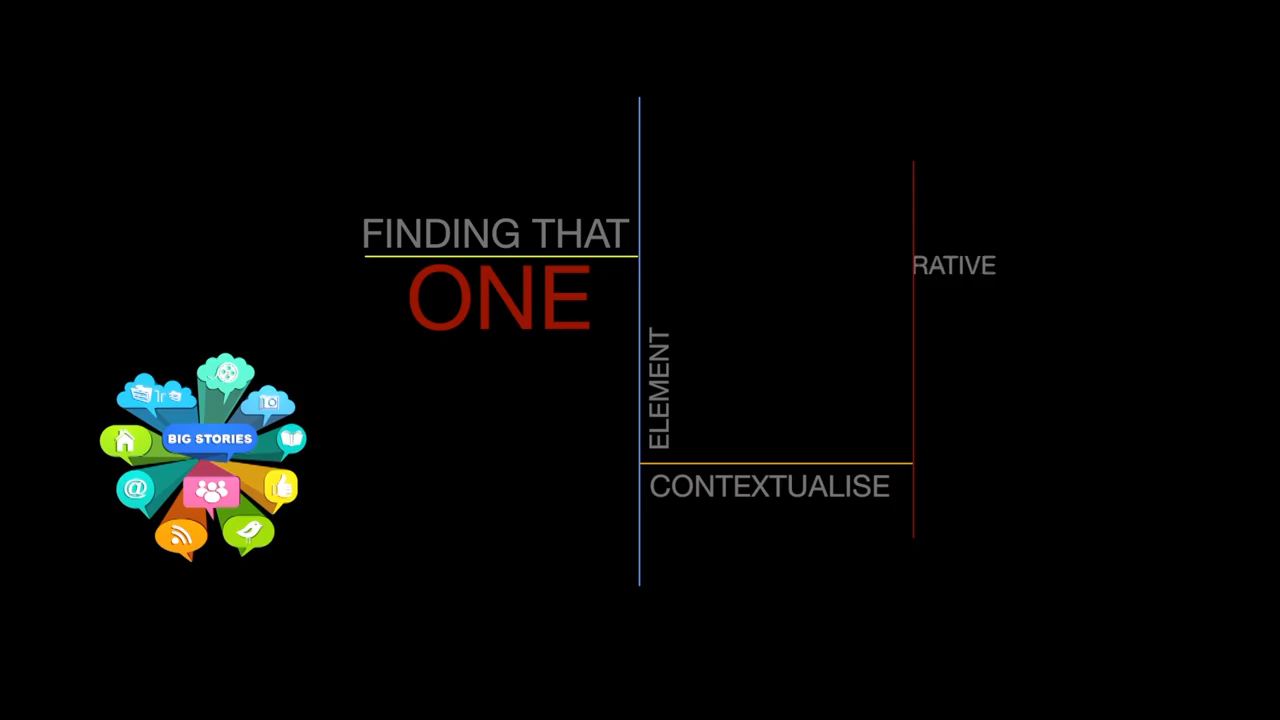 FINDING THAT
ONE
ELEMENT
CONTEXTUALISE
RATIVE
BIG STORIES
@